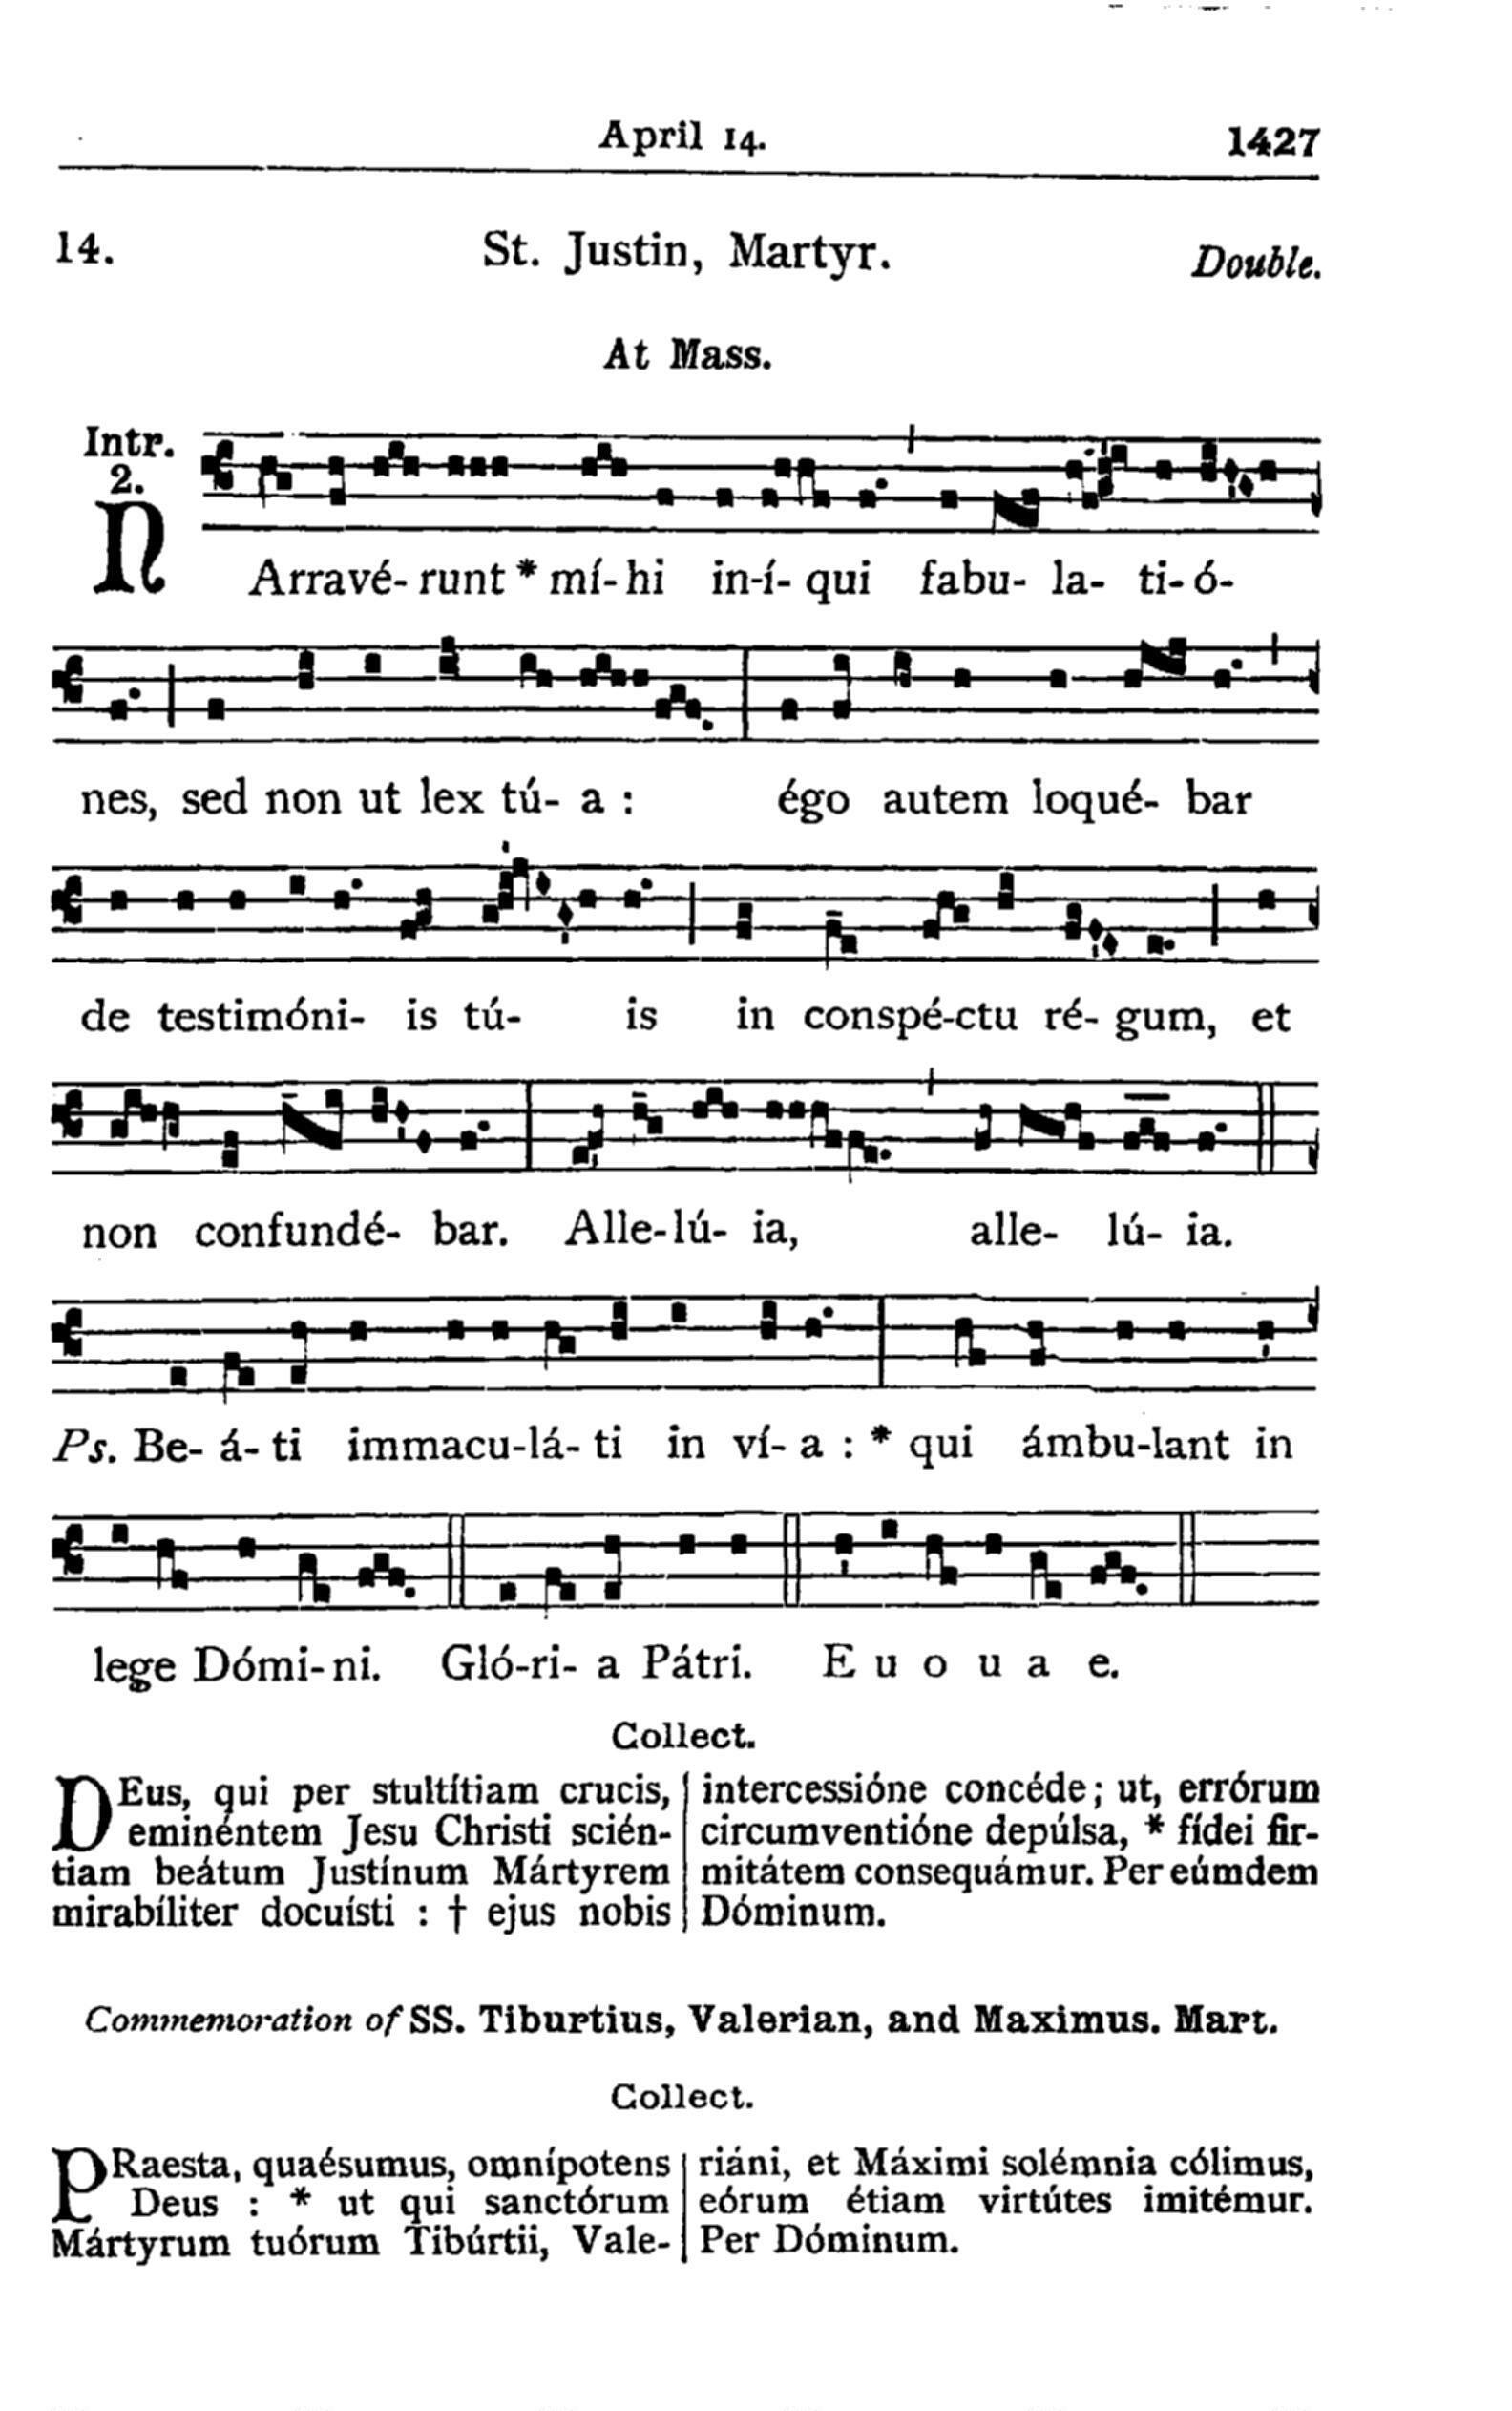 April 14. 1427
14. St. Justin, Martyr. Double.
At Mass.
Intr.
2.
NArravé-runt * mí-hi in-í-qui fabu-la-ti-ó-
nes, sed non ut lex tú-a : égo autem loqué-bar
de testimóni-is tú-is in conspé-ctu ré-gum, et
non confundé-bar. Alle-lú-ia, alle-lú-ia.
Ps. Be-á-ti immacu-lá-ti in ví-a : * qui ámbu-lant in
lege Dómi-ni. Gló-ri-a Pátri. E u o u a e.
Collect.
DEus, qui per stultítiam crucis,
eminéntem Jesu Christi scién-
tiam beátum Justínum Mártyrem
mirabíliter docuísti : † ejus nobis
intercessióne concéde; ut, errórum
circumventióne depúlsa, * fídei fir-
mitátem consequámur. Per eúmdem
Dóminum.
Commemoration of SS. Tiburtius, Valerian, and Maximus. Mart.
Collect.
PRaesta, quaésumus, omnípotens
Deus : * ut qui sanctórum
Mártyrum tuórum Tibúrtii, Vale-
riáni, et Máximi solémnia cólimus,
eórum étiam virtútes imitémur.
Per Dóminum.